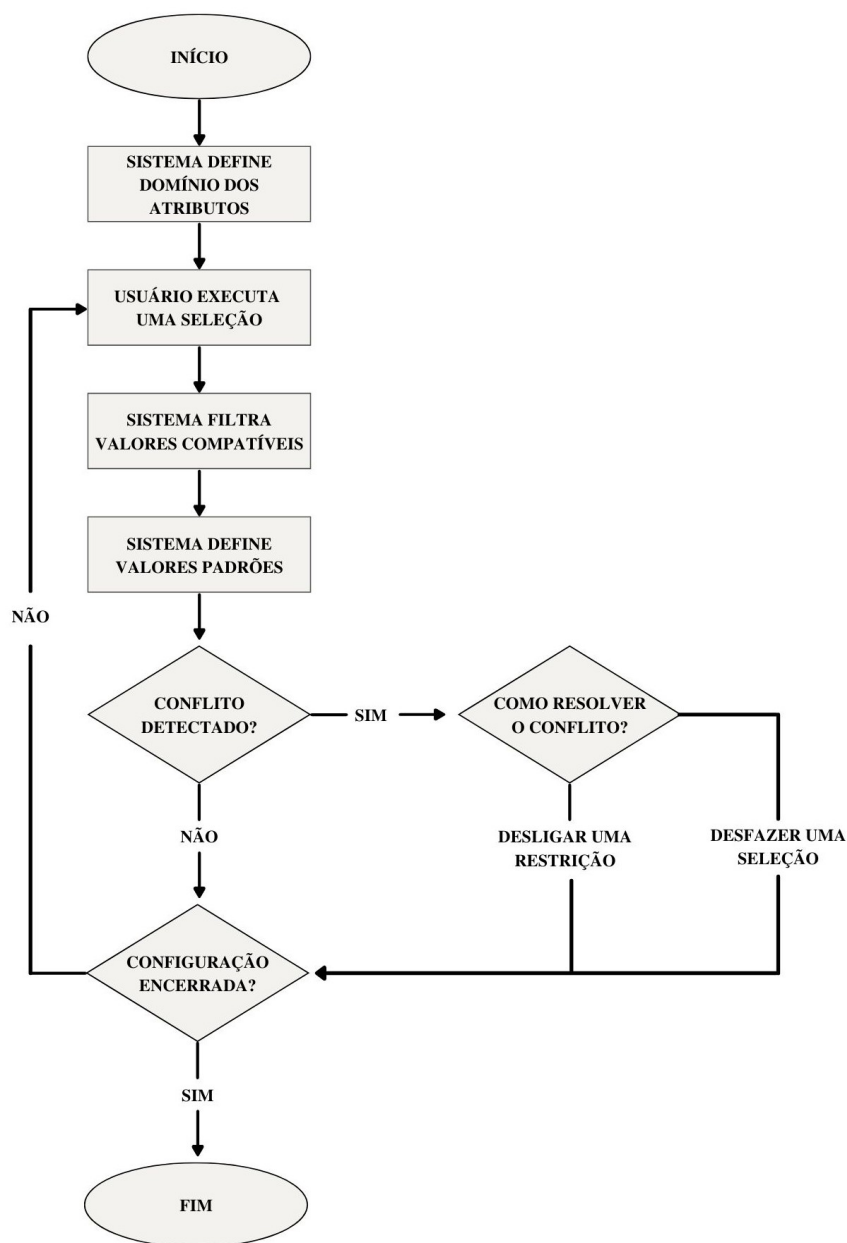 INÍCIO
SISTEMA DEFINE
DOMÍNIO DOS
ATRIBUTOS
USUÁRIO EXECUTA
UMA SELEÇÃO
SISTEMA FILTRA
VALORES COMPATÍVEIS
SISTEMA DEFINE
VALORES PADRÕES
NÃO
CONFLITO
DETECTADO?
SIM
COMO RESOLVER
O CONFLITO?
NÃO
DESLIGAR UMA
RESTRIÇÃO
DESFAZER UMA
SELEÇÃO
CONFIGURAÇÃO
ENCERRADA?
SIM
FIM